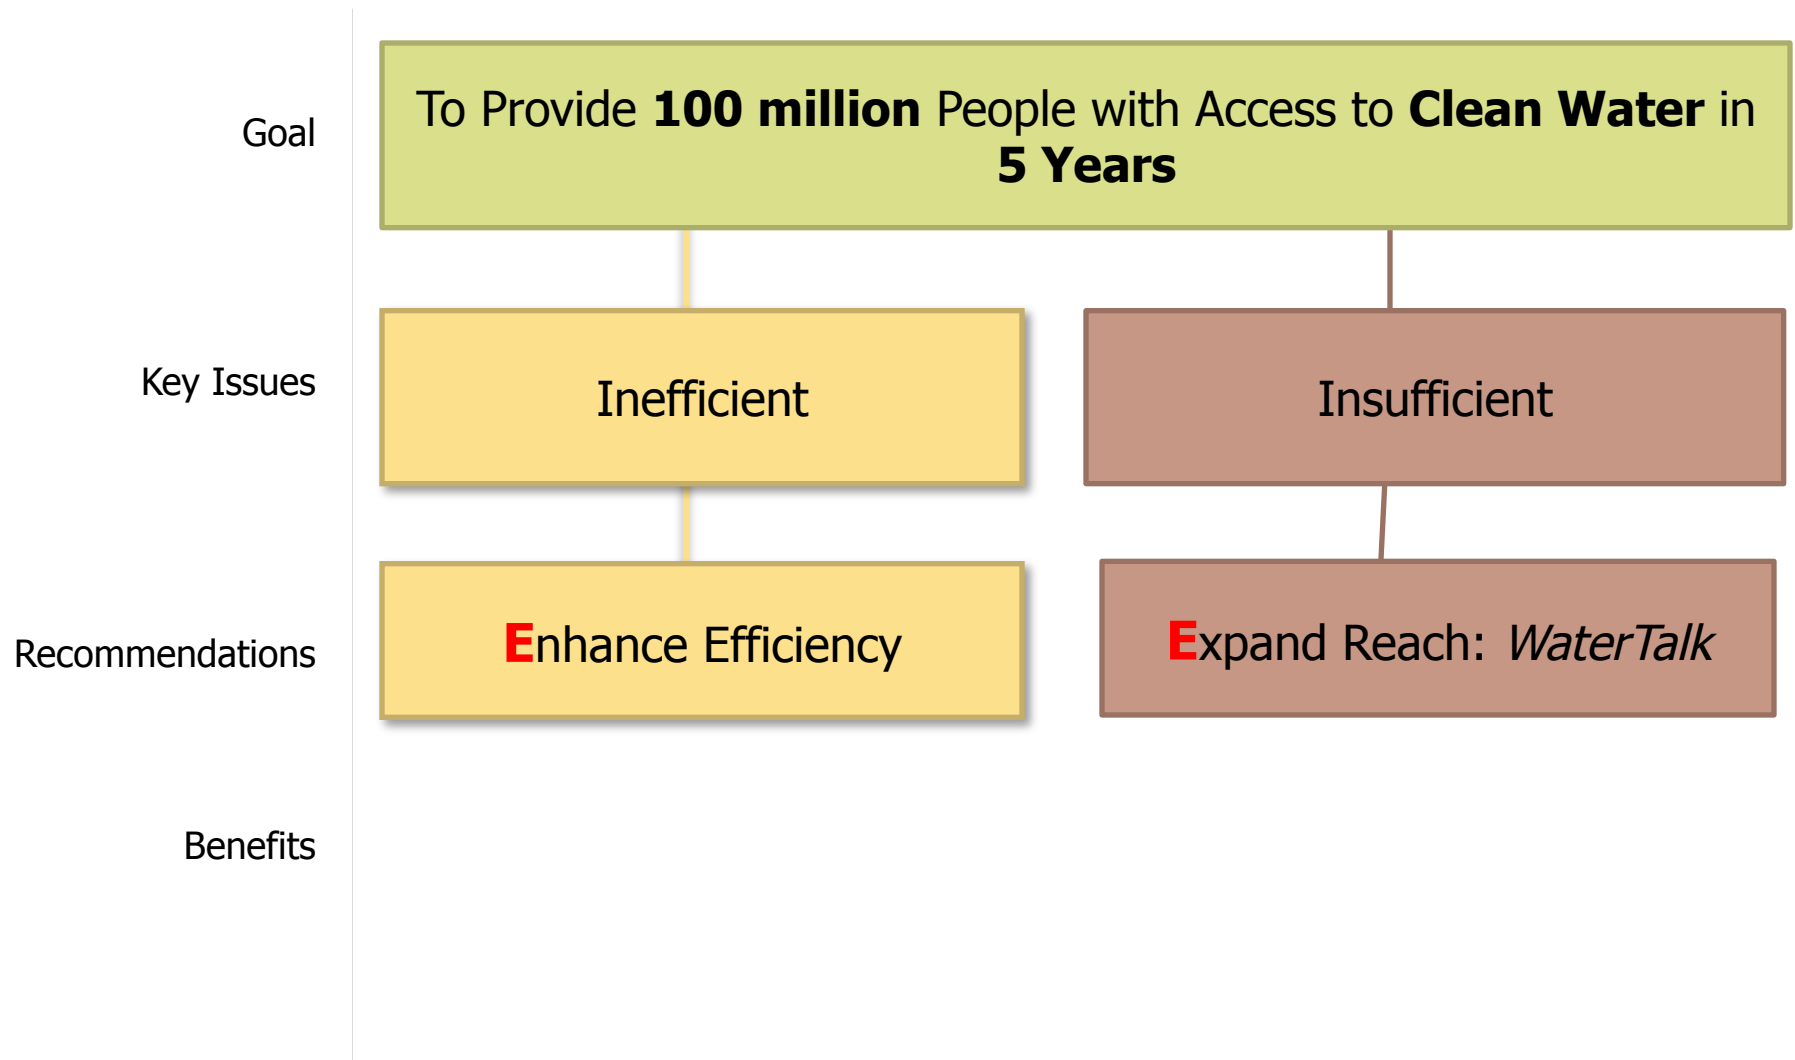 Goal
To Provide 100 million People with Access to Clean Water in
5 Years
Key Issues
Inefficient
Insufficient
Recommendations
Enhance Efficiency
Expand Reach: WaterTalk
Benefits